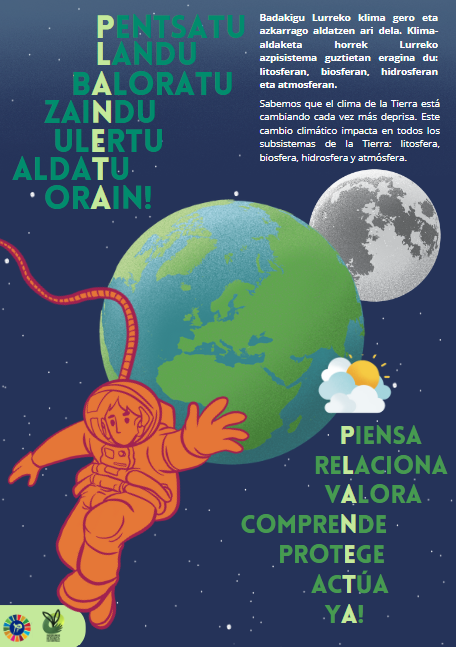 PENTSATU
LANDU
BALORATU
ZAINDU
ULERTU
ALDATU
ORAIN!
Badakigu Lurreko klima gero eta
azkarrago aldatzen ari dela. Klima-
aldaketa horrek Lurreko
azpisistema guztietan eragina du:
litosferan, biosferan, hidrosferan
eta atmosferan.
Sabemos que el clima de la Tierra está
cambiando cada vez más deprisa. Este
cambio climático impacta en todos los
subsistemas de la Tierra: litosfera,
biosfera, hidrosfera y atmósfera.
PIENSA
RELACIONA
VALORA
COMPRENDE
PROTEGE
ACTÚA
YA!